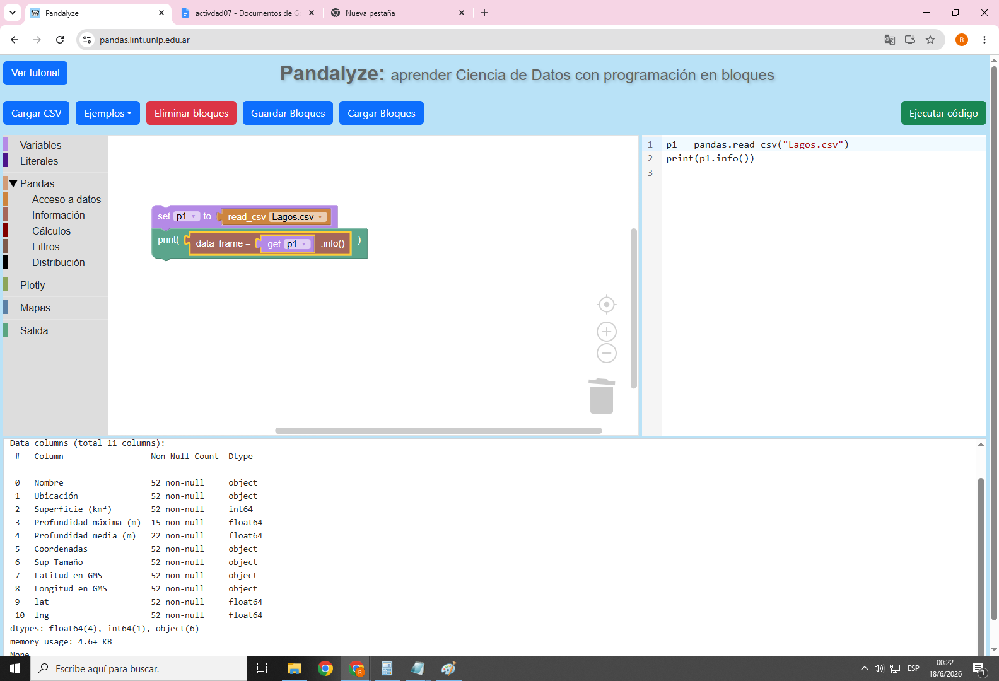 Pandalyze
activdad07 - Documentos de G
Nueva pestaña
pandas.linti.unlp.edu.ar
R
Ver tutorial
Pandalyze: aprender Ciencia de Datos con programación en bloques
Cargar CSV
Ejemplos
Eliminar bloques
Guardar Bloques
Cargar Bloques
Ejecutar código
Variables
Literales
Pandas
Acceso a datos
Información
Cálculos
Filtros
Distribución
Plotly
Mapas
Salida
set p1 to read_csv Lagos.csv
print( data_frame = get p1 .info() )
1 p1 = pandas.read_csv("Lagos.csv")
2 print(p1.info())
3
Data columns (total 11 columns):
# Column Non-Null Count Dtype
--- ------ -------------- -----
0 Nombre 52 non-null object
1 Ubicación 52 non-null object
2 Superficie (km²) 52 non-null int64
3 Profundidad máxima (m) 15 non-null float64
4 Profundidad media (m) 22 non-null float64
5 Coordenadas 52 non-null object
6 Sup Tamaño 52 non-null object
7 Latitud en GMS 52 non-null object
8 Longitud en GMS 52 non-null object
9 lat 52 non-null float64
10 lng 52 non-null float64
dtypes: float64(4), int64(1), object(6)
memory usage: 4.6+ KB
None
Escribe aquí para buscar.
R
ESP
00:22
18/6/2026
1